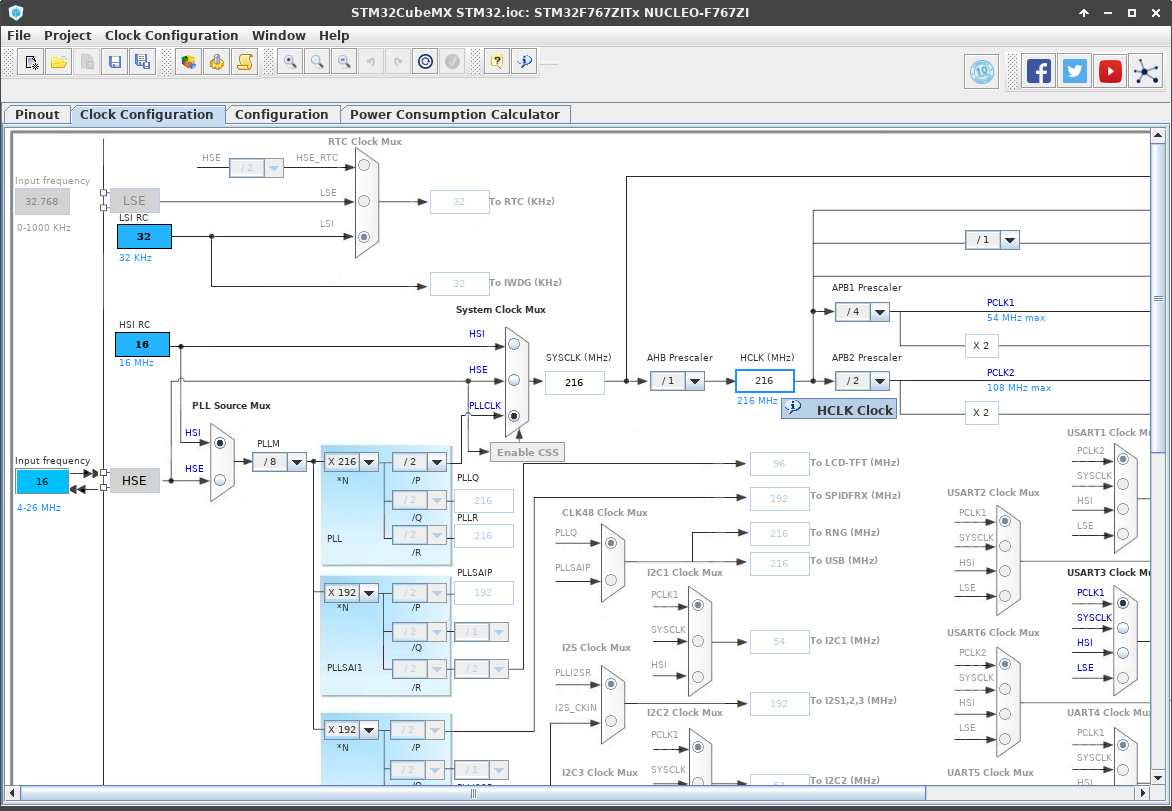 STM32CubeMX STM32.ioc: STM32F767ZITx NUCLEO-F767ZI
File Project Clock Configuration Window Help
10
Pinout Clock Configuration Configuration Power Consumption Calculator
RTC Clock Mux
HSE / 2 HSE_RTC
Input frequency
32.768
0-1000 KHz
LSE LSE 32 To RTC (KHz)
LSI RC
32 LSI
32 KHz
32 To IWDG (KHz)
/ 1
APB1 Prescaler
/ 4 PCLK1
54 MHz max
X 2
System Clock Mux
HSI RC
16 HSI
16 MHz
HSE SYSCLK (MHz) AHB Prescaler HCLK (MHz) APB2 Prescaler
216 / 1 216 / 2 PCLK2
216 MHz 108 MHz max
HCLK Clock X 2
PLLCLK
Enable CSS
PLL Source Mux
HSI
HSE
PLLM
/ 8
Input frequency
16
4-26 MHz
HSE
X 216 / 2
*N /P
PLLQ
/ 2 216
/Q
PLLR
/ 2 216
PLL /R
PLLSAIP
X 192 / 2 192
*N /P
/ 2 / 1
/Q
PLLSAI1 / 2 / 2
/R
X 192 / 2
*N /P
/ 2 / 1
96 To LCD-TFT (MHz)
192 To SPIDFRX (MHz)
CLK48 Clock Mux
PLLQ 216 To RNG (MHz)
PLLSAIP 216 To USB (MHz)
I2C1 Clock Mux
PCLK1
SYSCLK 54 To I2C1 (MHz)
HSI
I2S Clock Mux
PLLI2SR
I2S_CKIN 192 To I2S1,2,3 (MHz)
I2C2 Clock Mux
PCLK1
SYSCLK To I2C2 (MHz)
I2C3 Clock Mux
USART1 Clock
PCLK2
SYSCLK
HSI
LSE
USART2 Clock Mux
PCLK1
SYSCLK
HSI
LSE
USART3 Clock
PCLK1
SYSCLK
HSI
LSE
USART6 Clock Mux
PCLK2
SYSCLK
HSI
LSE
UART4 Clock
PCLK1
SYSCLK
HSI
UART5 Clock Mux